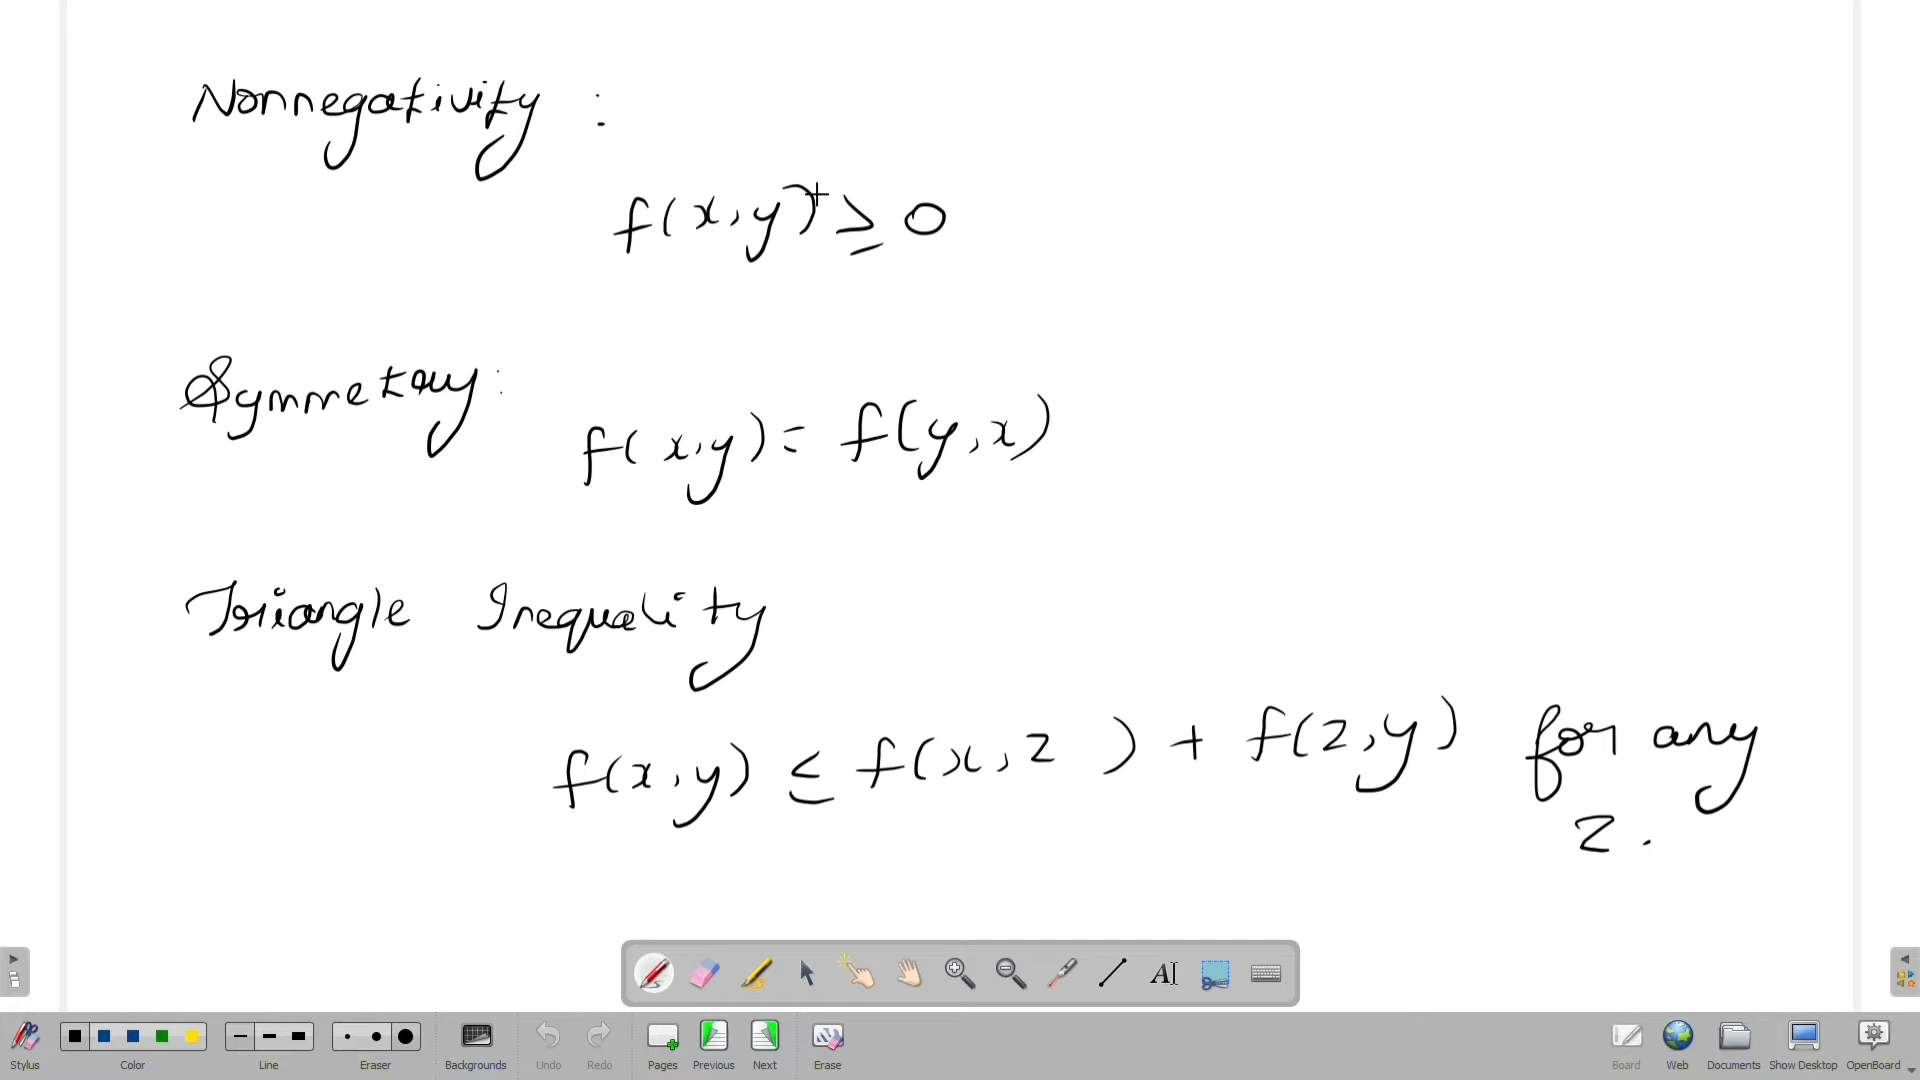 Nonnegativity :
f(x,y) ≥ 0
Symmetry :
f(x,y) = f(y,x)
Triangle Inequality
f(x,y) ≤ f(x,z) + f(z,y) for any
z.
AI
Stylus
Color
Line
Eraser
Backgrounds
Undo
Redo
Pages
Previous
Next
Erase
Board
Web
Documents
Show Desktop
OpenBoard